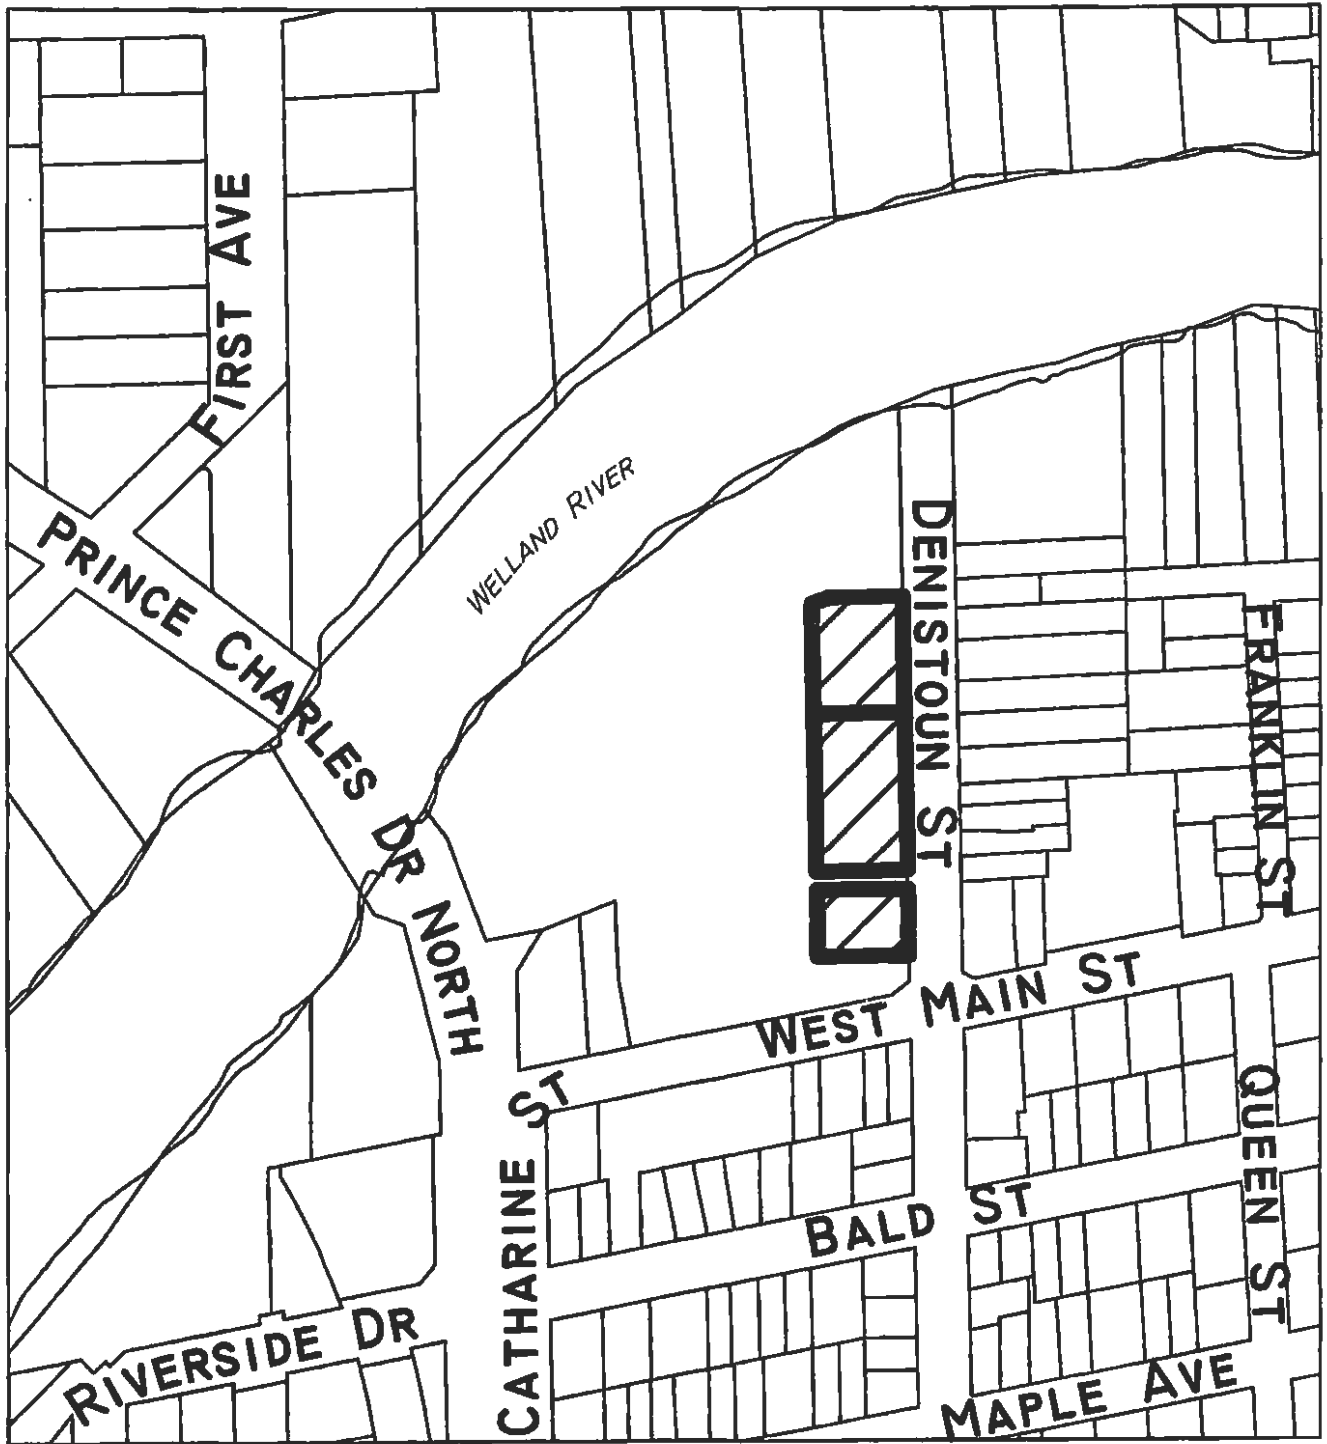 FIRST AVE
PRINCE CHARLES DR NORTH
WELLAND RIVER
DENISTOUN ST
FRANKLIN ST
WEST MAIN ST
QUEEN ST
CATHARINE ST
BALD ST
RIVERSIDE DR
MAPLE AVE